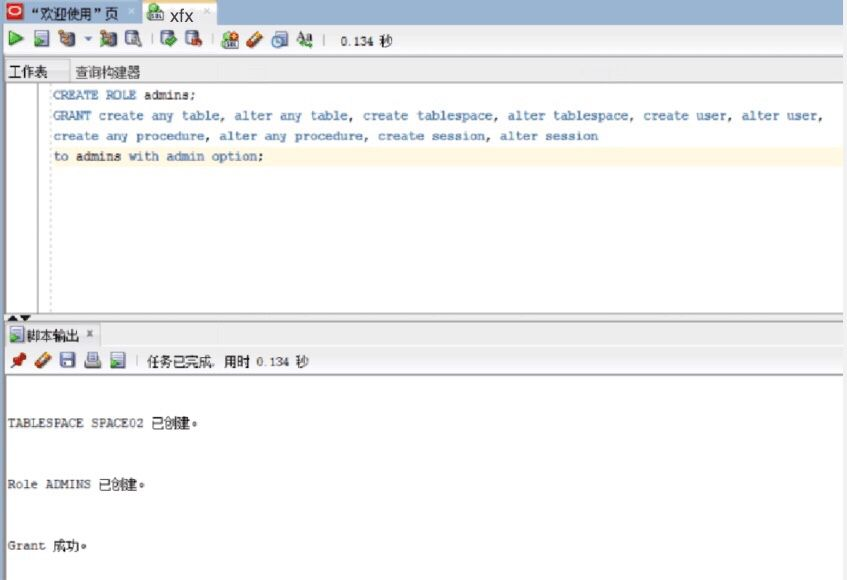 “欢迎使用”页 xfx
0.134 秒
工作表 查询构建器
CREATE ROLE admins;
GRANT create any table, alter any table, create tablespace, alter tablespace, create user, alter user,
create any procedure, alter any procedure, create session, alter session
to admins with admin option;
脚本输出
任务已完成, 用时 0.134 秒
TABLESPACE SPACE02 已创建。
Role ADMINS 已创建。
Grant 成功。